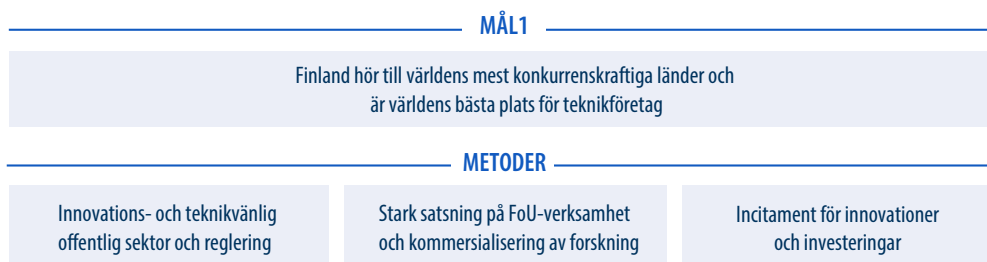 MÅL1
Finland hör till världens mest konkurrenskraftiga länder och
är världens bästa plats för teknikföretag
METODER
Innovations- och teknikvänlig
offentlig sektor och reglering
Stark satsning på FoU-verksamhet
och kommersialisering av forskning
Incitament för innovationer
och investeringar